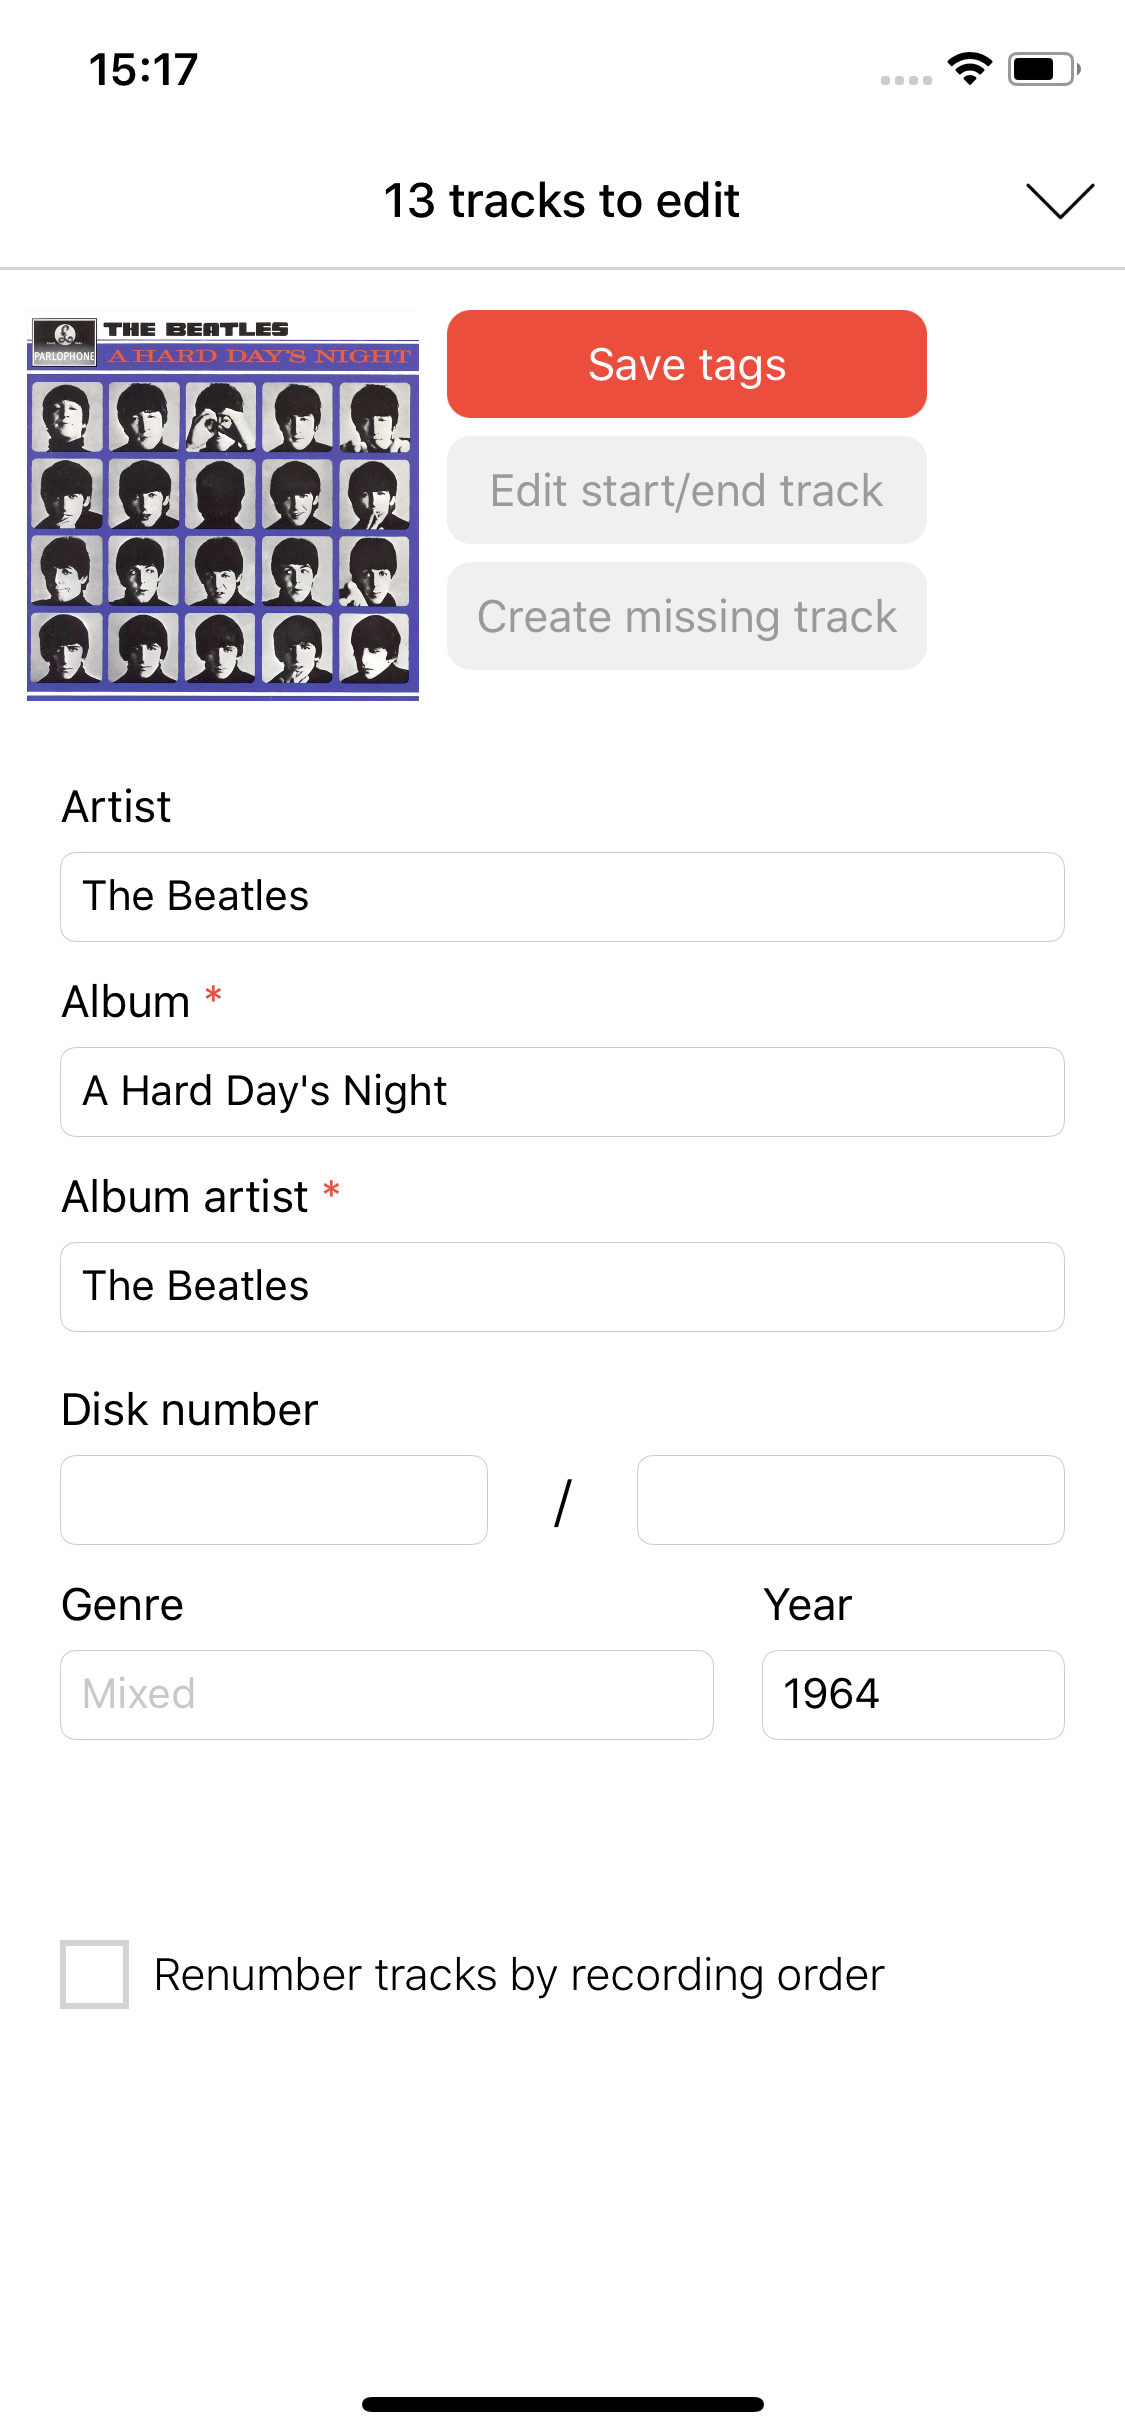 15:17
13 tracks to edit
THE BEATLES
PARLOPHONE
A HARD DAY'S NIGHT
Save tags
Edit start/end track
Create missing track
Artist
The Beatles
Album *
A Hard Day's Night
Album artist *
The Beatles
Disk number
/
Genre
Year
Mixed
1964
Renumber tracks by recording order